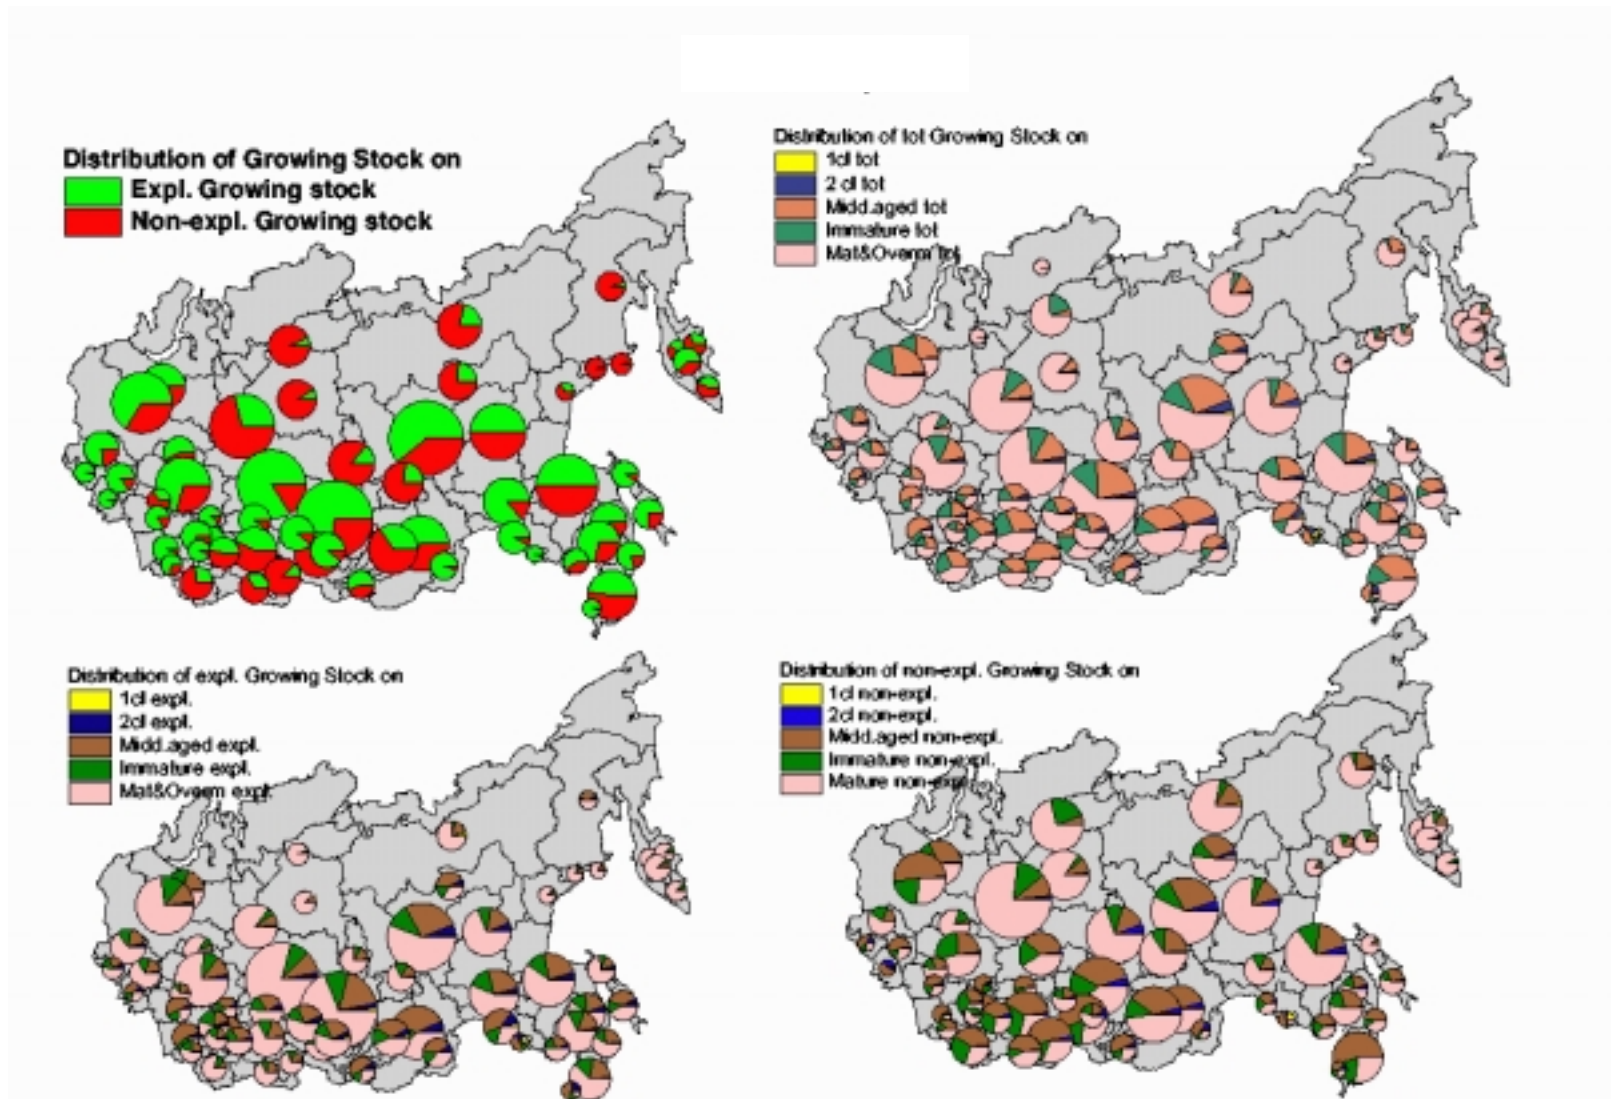 Distribution of Growing Stock on
Expl. Growing stock
Non-expl. Growing stock
Distribution of tot Growing Stock on
1cl tot
2 cl tot
Midd.aged tot
Immature tot
Mat&Overm tot
Distribution of expl. Growing Stock on
1cl expl.
2cl expl.
Midd.aged expl.
Immature expl.
Mat&Overm expl.
Distribution of non-expl. Growing Stock on
1cl non-expl.
2cl non-expl.
Midd.aged non-expl.
Immature non-expl.
Mature non-expl.